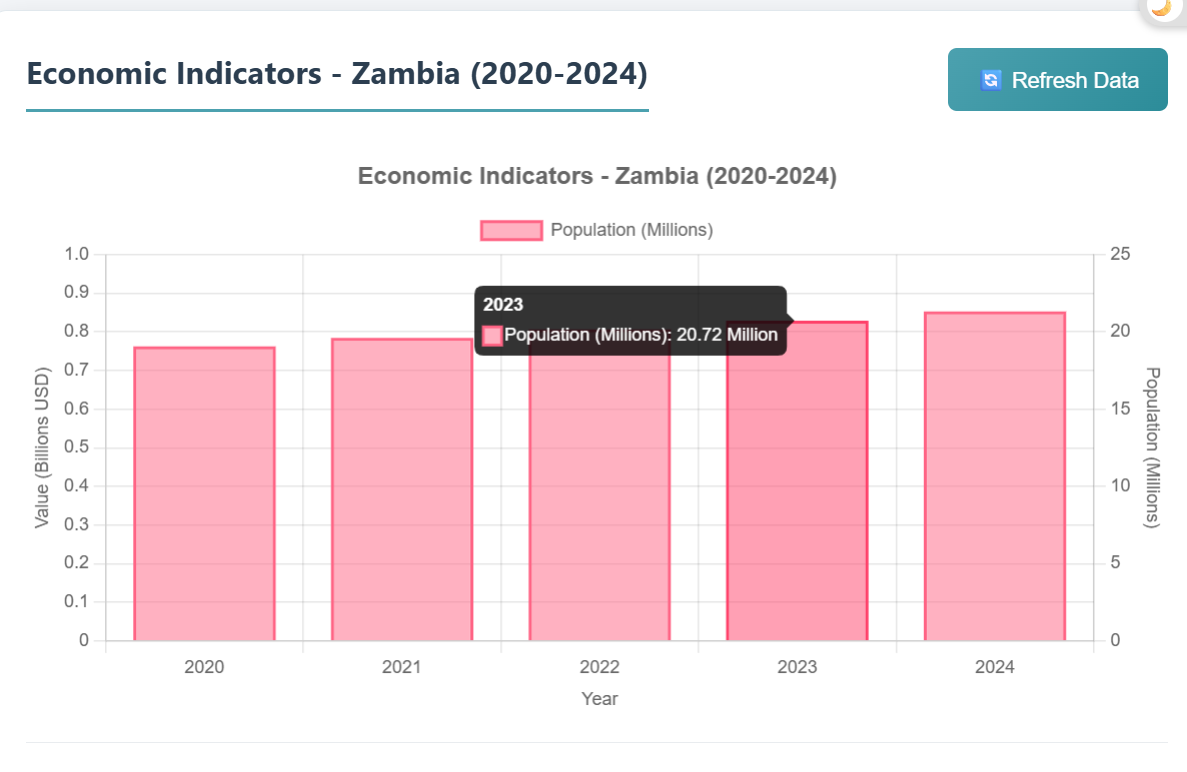 Economic Indicators - Zambia (2020-2024)
Refresh Data
Economic Indicators - Zambia (2020-2024)
Population (Millions)
1.0
0.9
0.8
0.7
0.6
0.5
0.4
0.3
0.2
0.1
0
Value (Billions USD)
2023
Population (Millions): 20.72 Million
25
20
15
10
5
0
Population (Millions)
2020 2021 2022 2023 2024
Year